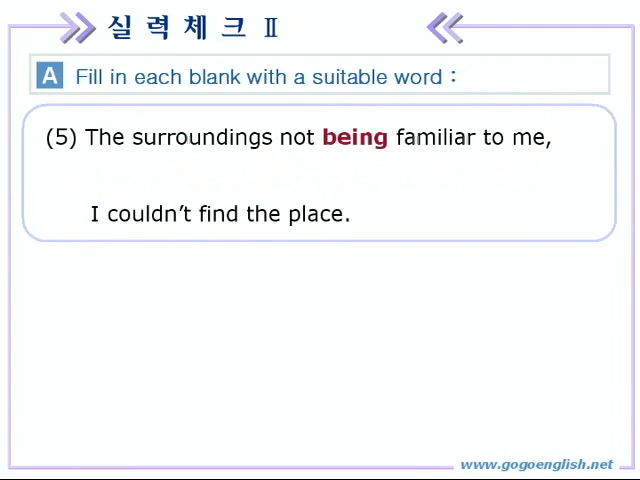 실력체크 Ⅱ
A Fill in each blank with a suitable word :
(5) The surroundings not being familiar to me,
I couldn’t find the place.
www.gogoenglish.net